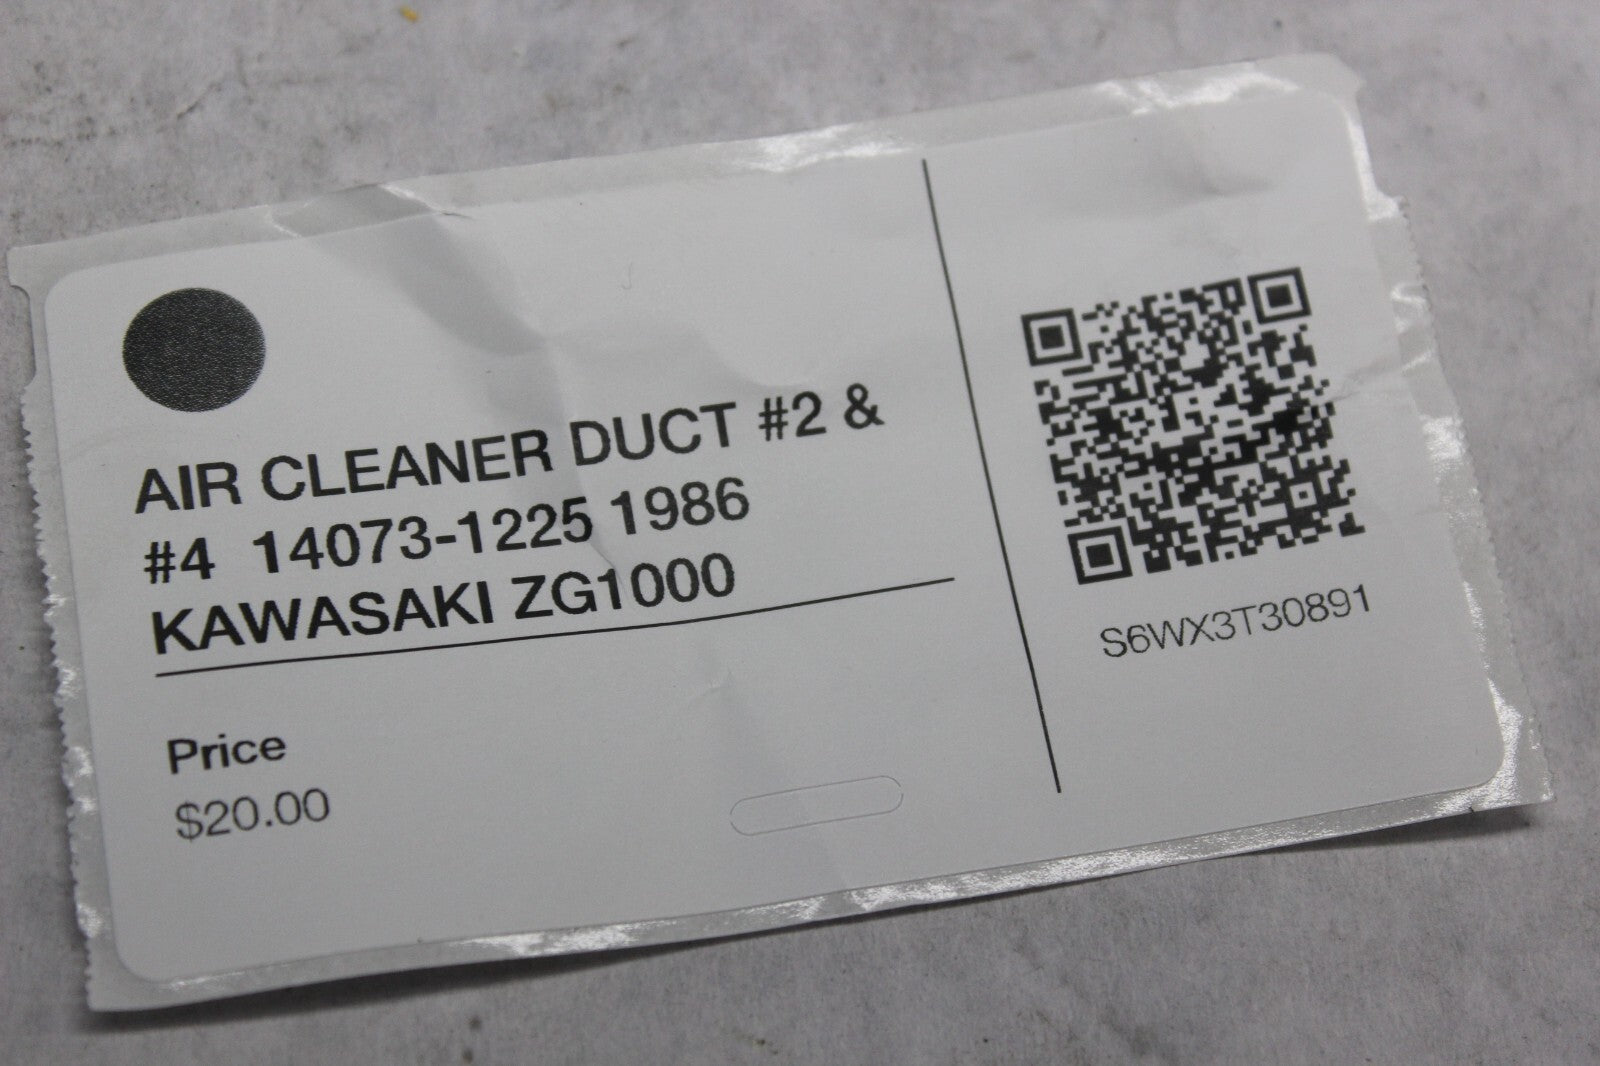 AIR CLEANER DUCT #2 &
#4 14073-1225 1986
KAWASAKI ZG1000
Price
$20.00
S6WX3T30891